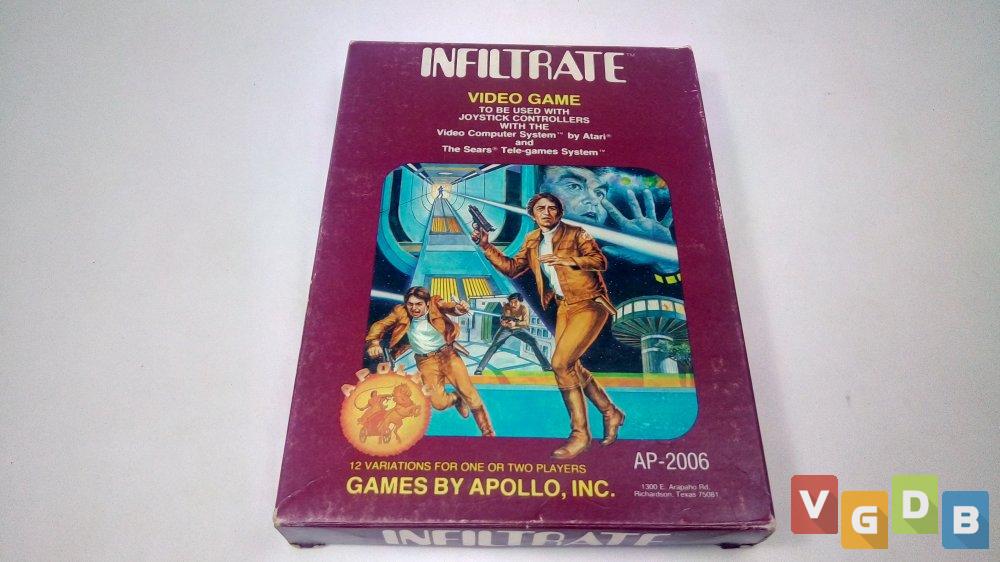 INFILTRATE™
VIDEO GAME
TO BE USED WITH
JOYSTICK CONTROLLERS
WITH THE
Video Computer System™ by Atari®
and
The Sears® Tele-games System™
APOLLO
12 VARIATIONS FOR ONE OR TWO PLAYERS
GAMES BY APOLLO, INC.
AP-2006
1300 E. Arapaho Rd.
Richardson, Texas 75081
INFILTRATE
VGDB